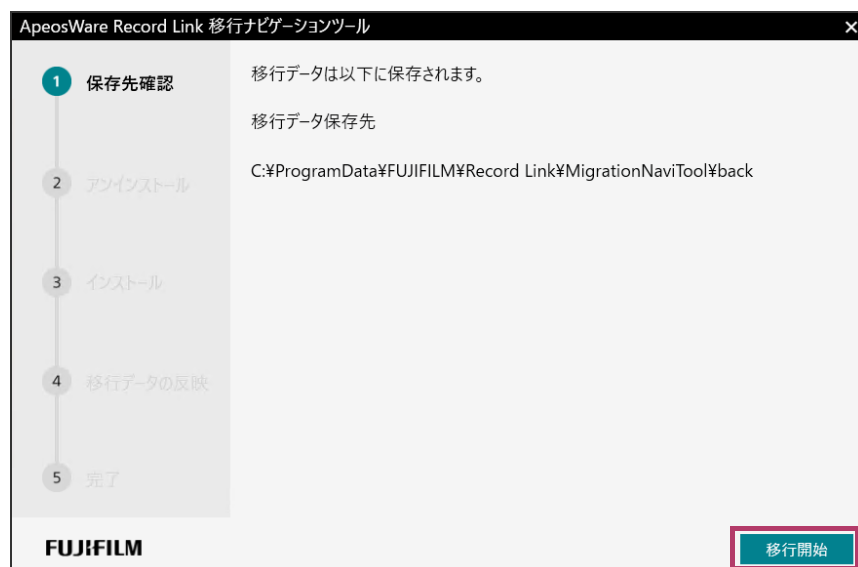 ApeosWare Record Link 移行ナビゲーションツール
1 保存先確認
2 アンインストール
3 インストール
4 移行データの反映
5 完了
移行データは以下に保存されます。
移行データ保存先
C:¥ProgramData¥FUJIFILM¥Record Link¥MigrationNaviTool¥back
FUJIFILM
移行開始